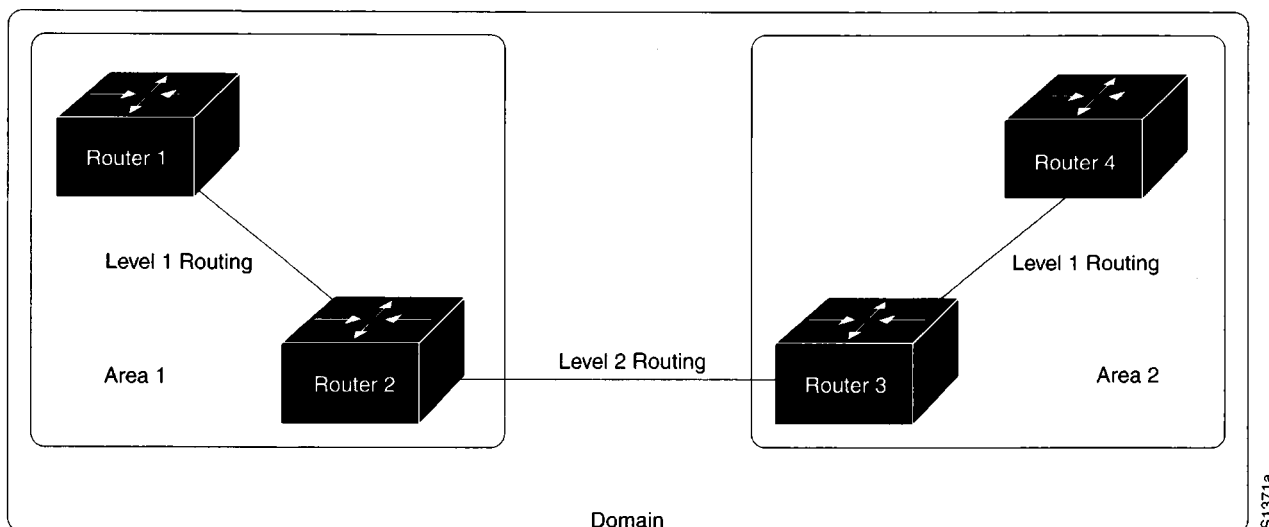 Router 1
Router 4
Level 1 Routing
Level 1 Routing
Level 2 Routing
Area 1
Router 2
Router 3
Area 2
Domain
S1371a